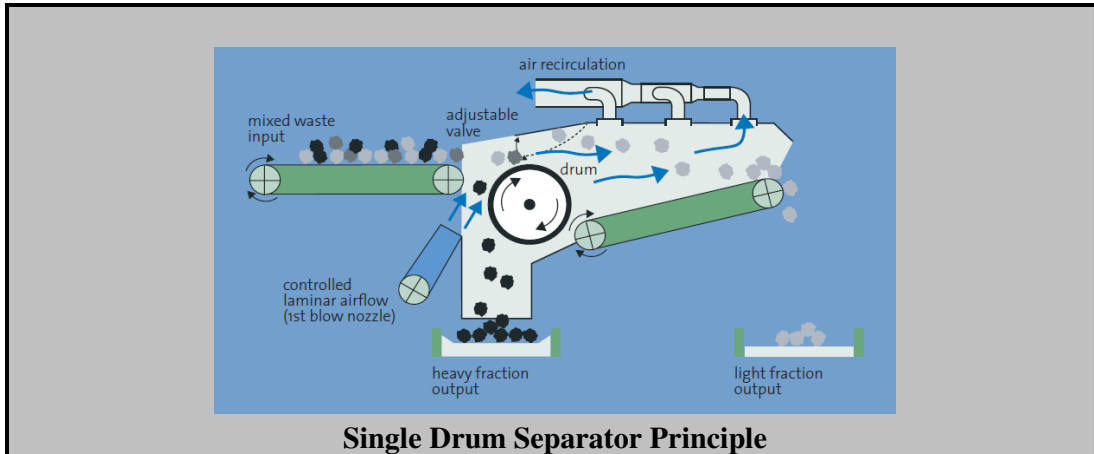 air recirculation
mixed waste
input
adjustable
valve
drum
controlled
laminar airflow
(1st blow nozzle)
heavy fraction
output
light fraction
output
Single Drum Separator Principle